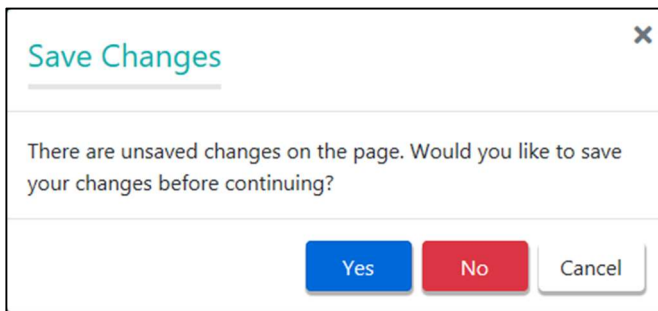 Save Changes
There are unsaved changes on the page. Would you like to save
your changes before continuing?
Yes No Cancel